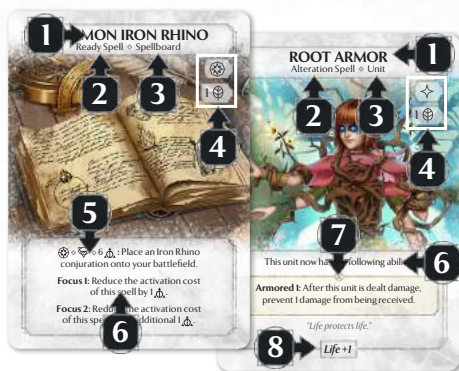 1
MON IRON RHINO
Ready Spell ⋄ Spellboard
2
3
1
4
5
⋄ ⋄ 6 : Place an Iron Rhino
conjuration onto your battlefield.
Focus 1: Reduce the activation cost
of this spell by 1 .
Focus 2: the activation cost
of this additional 1 .
6
1
ROOT ARMOR
Alteration Spell ⋄ Unit
2
3
1
4
7
This unit now following
6
Armored 1: After this unit is dealt damage,
prevent 1 damage from being received.
"Life protects life."
8
Life +1